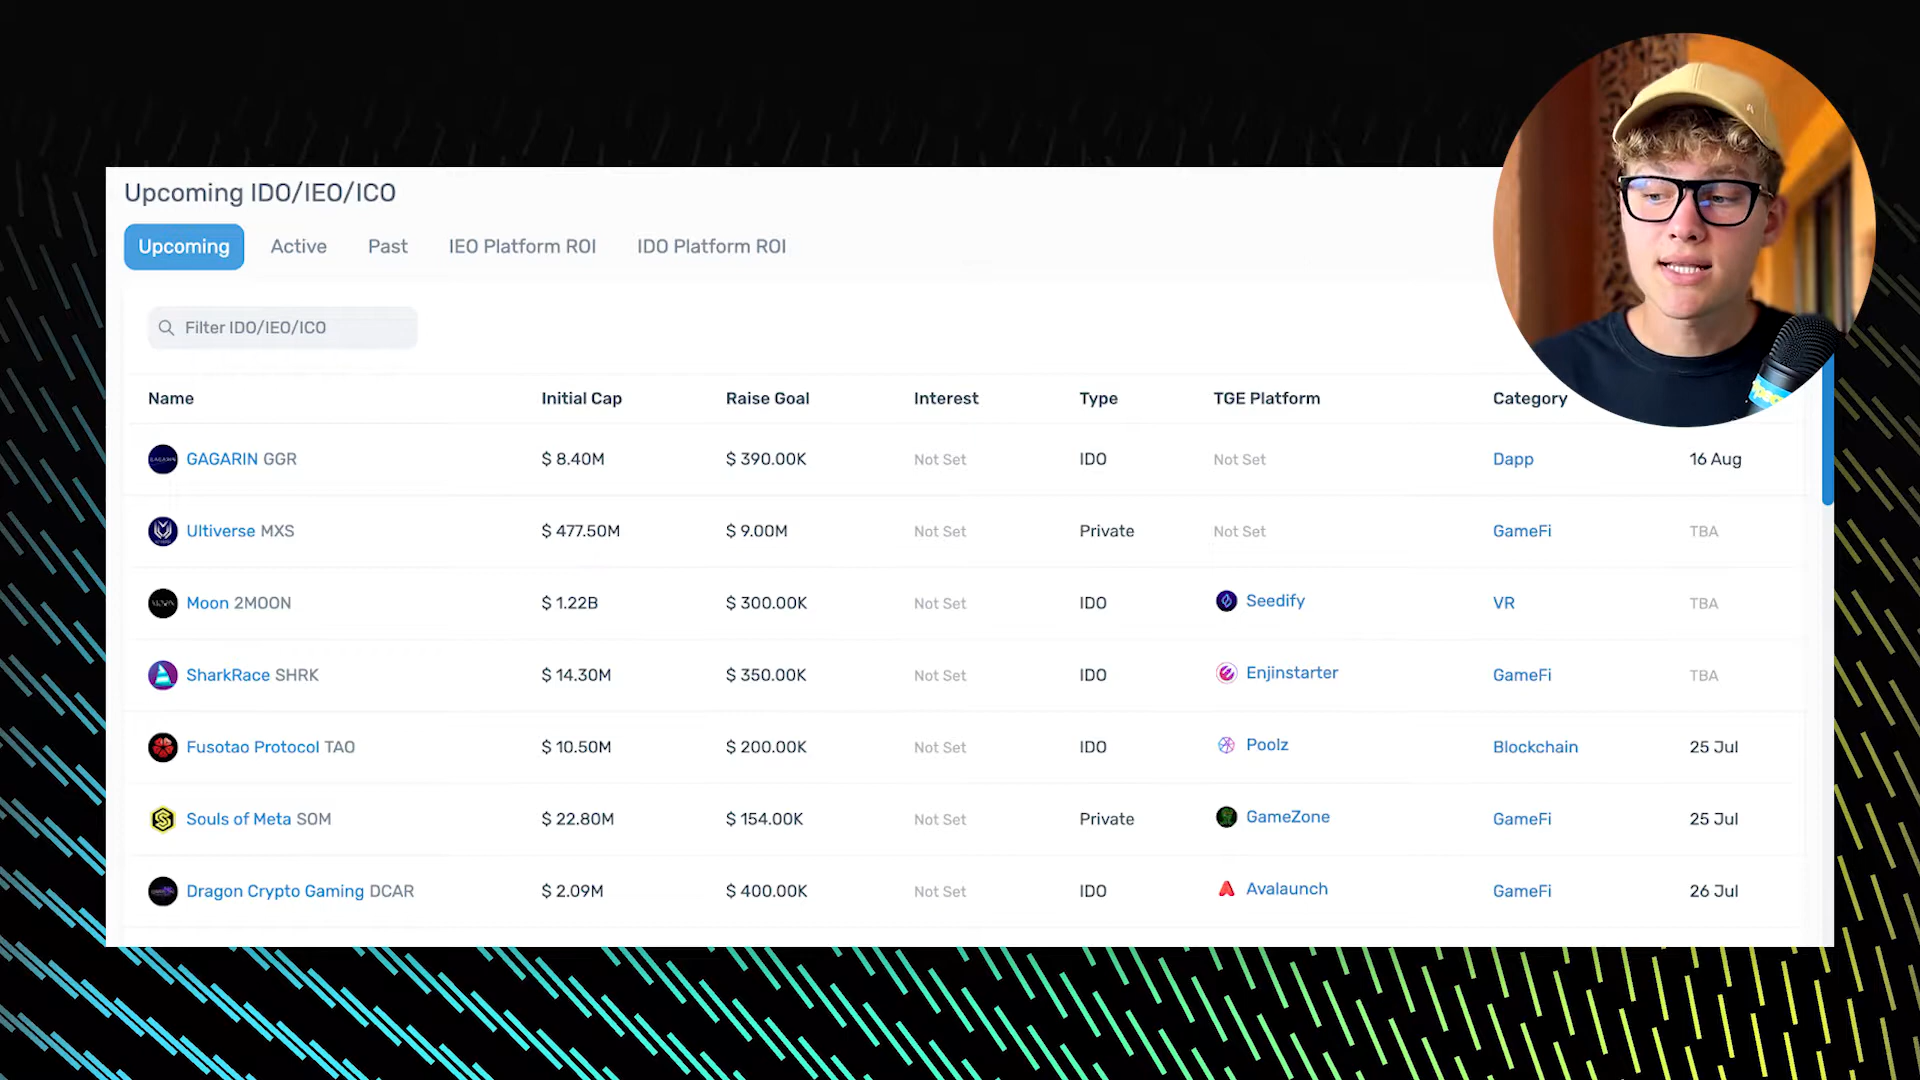 Upcoming IDO/IEO/ICO
Upcoming Active Past IEO Platform ROI IDO Platform ROI
Filter IDO/IEO/ICO
Name Initial Cap Raise Goal Interest Type TGE Platform Category
GAGARIN GGR $ 8.40M $ 390.00K Not Set IDO Not Set Dapp 16 Aug
Ultiverse MXS $ 477.50M $ 9.00M Not Set Private Not Set GameFi TBA
Moon 2MOON $ 1.22B $ 300.00K Not Set IDO Seedify VR TBA
SharkRace SHRK $ 14.30M $ 350.00K Not Set IDO Enjinstarter GameFi TBA
Fusotao Protocol TAO $ 10.50M $ 200.00K Not Set IDO Poolz Blockchain 25 Jul
Souls of Meta SOM $ 22.80M $ 154.00K Not Set Private GameZone GameFi 25 Jul
Dragon Crypto Gaming DCAR $ 2.09M $ 400.00K Not Set IDO Avalaunch GameFi 26 Jul